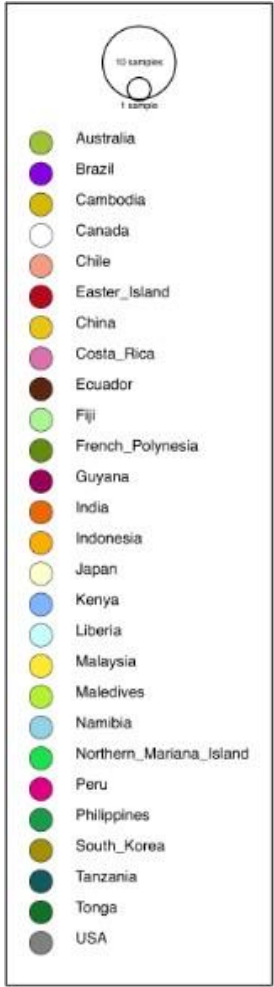 10 samples
1 sample
Australia
Brazil
Cambodia
Canada
Chile
Easter_Island
China
Costa_Rica
Ecuador
Fiji
French_Polynesia
Guyana
India
Indonesia
Japan
Kenya
Liberia
Malaysia
Maledives
Namibia
Northern_Mariana_Island
Peru
Philippines
South_Korea
Tanzania
Tonga
USA